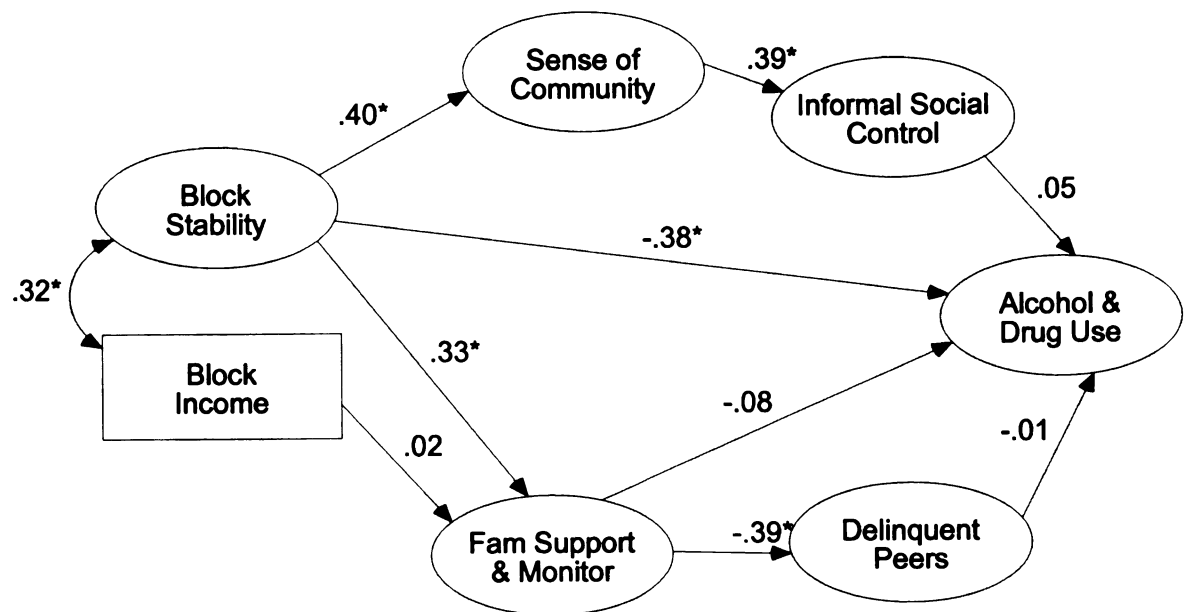 Sense of
Community
.39*
Informal Social
Control
.40*
Block
Stability
.05
-.38*
.32*
Alcohol &
Drug Use
.33*
Block
Income
-.08
.02
-.01
-.39*
Fam Support
& Monitor
Delinquent
Peers